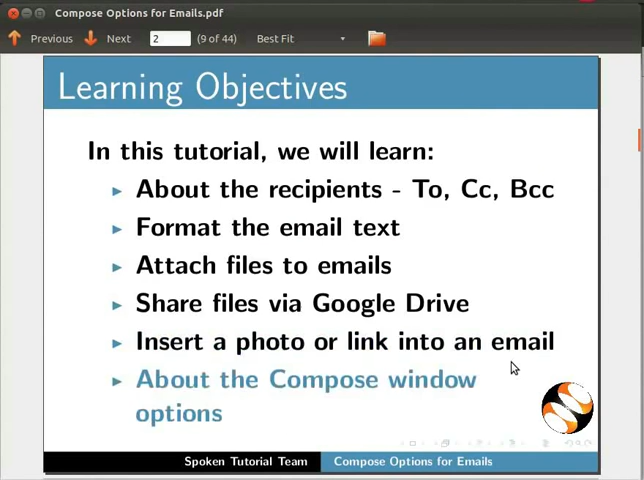 Compose Options for Emails.pdf
Previous Next 2 (9 of 44) Best Fit
Learning Objectives
In this tutorial, we will learn:
About the recipients - To, Cc, Bcc
Format the email text
Attach files to emails
Share files via Google Drive
Insert a photo or link into an email
About the Compose window
options
Spoken Tutorial Team Compose Options for Emails